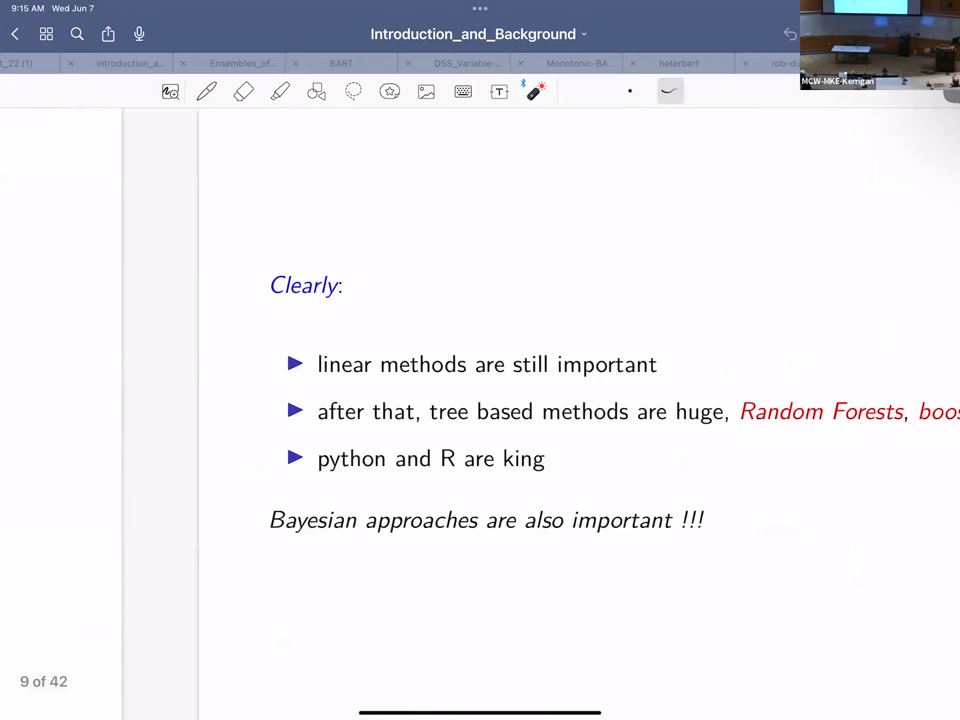 9:15 AM Wed Jun 7
Introduction_and_Background
t_22 (1)
introduction_a...
Ensembles_of...
BART
DSS_Variable-...
Monotonic-BA...
heterbart
rob-du
MCW-MKE-Kerrigan
Clearly:
linear methods are still important
after that, tree based methods are huge, Random Forests, boos
python and R are king
Bayesian approaches are also important !!!
9 of 42